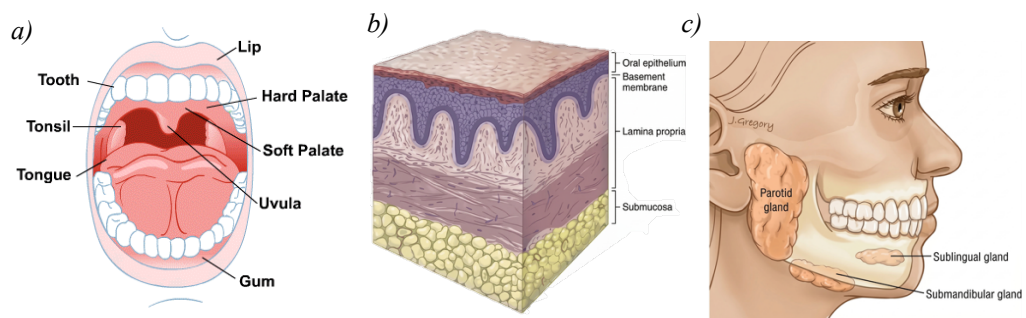 a)
Lip
Tooth
Hard Palate
Tonsil
Soft Palate
Tongue
Uvula
Gum
b)
Oral epithelium
Basement
membrane
Lamina propria
Submucosa
c)
J.Gregory
Parotid
gland
Sublingual gland
Submandibular gland